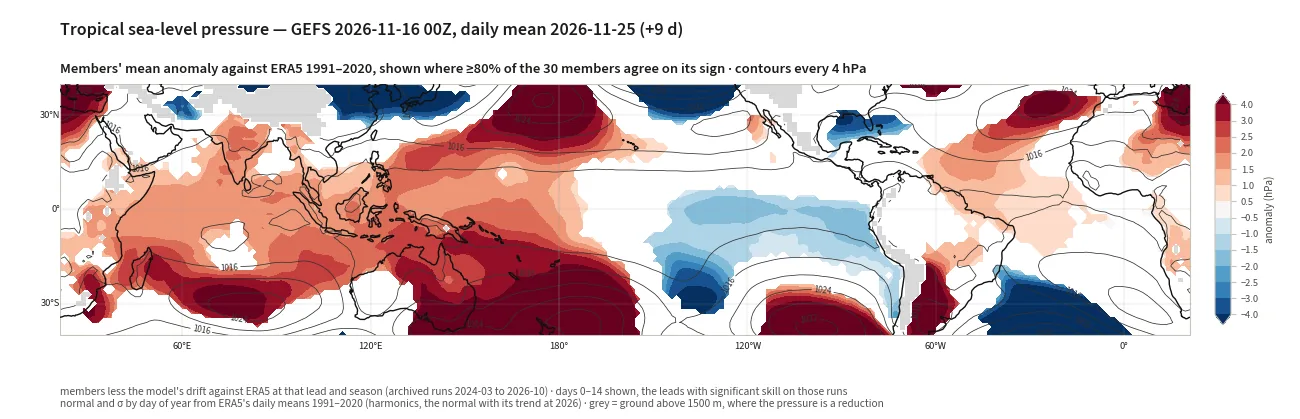 Tropical sea-level pressure — GEFS 2026-11-16 00Z, daily mean 2026-11-25 (+9 d)
Members' mean anomaly against ERA5 1991–2020, shown where ≥80% of the 30 members agree on its sign · contours every 4 hPa
30°N
0°
30°S
60°E
120°E
180°
120°W
60°W
0°
1016
1016
1016
1016
1016
1016
1024
1016
4.0
3.0
2.5
2.0
1.5
1.0
0.5
−0.5
−1.0
−1.5
−2.0
−2.5
−3.0
−4.0
anomaly (hPa)
members less the model's drift against ERA5 at that lead and season (archived runs 2024-03 to 2026-10) · days 0–14 shown, the leads with significant skill on those runs
normal and σ by day of year from ERA5's daily means 1991–2020 (harmonics, the normal with its trend at 2026) · grey = ground above 1500 m, where the pressure is a reduction